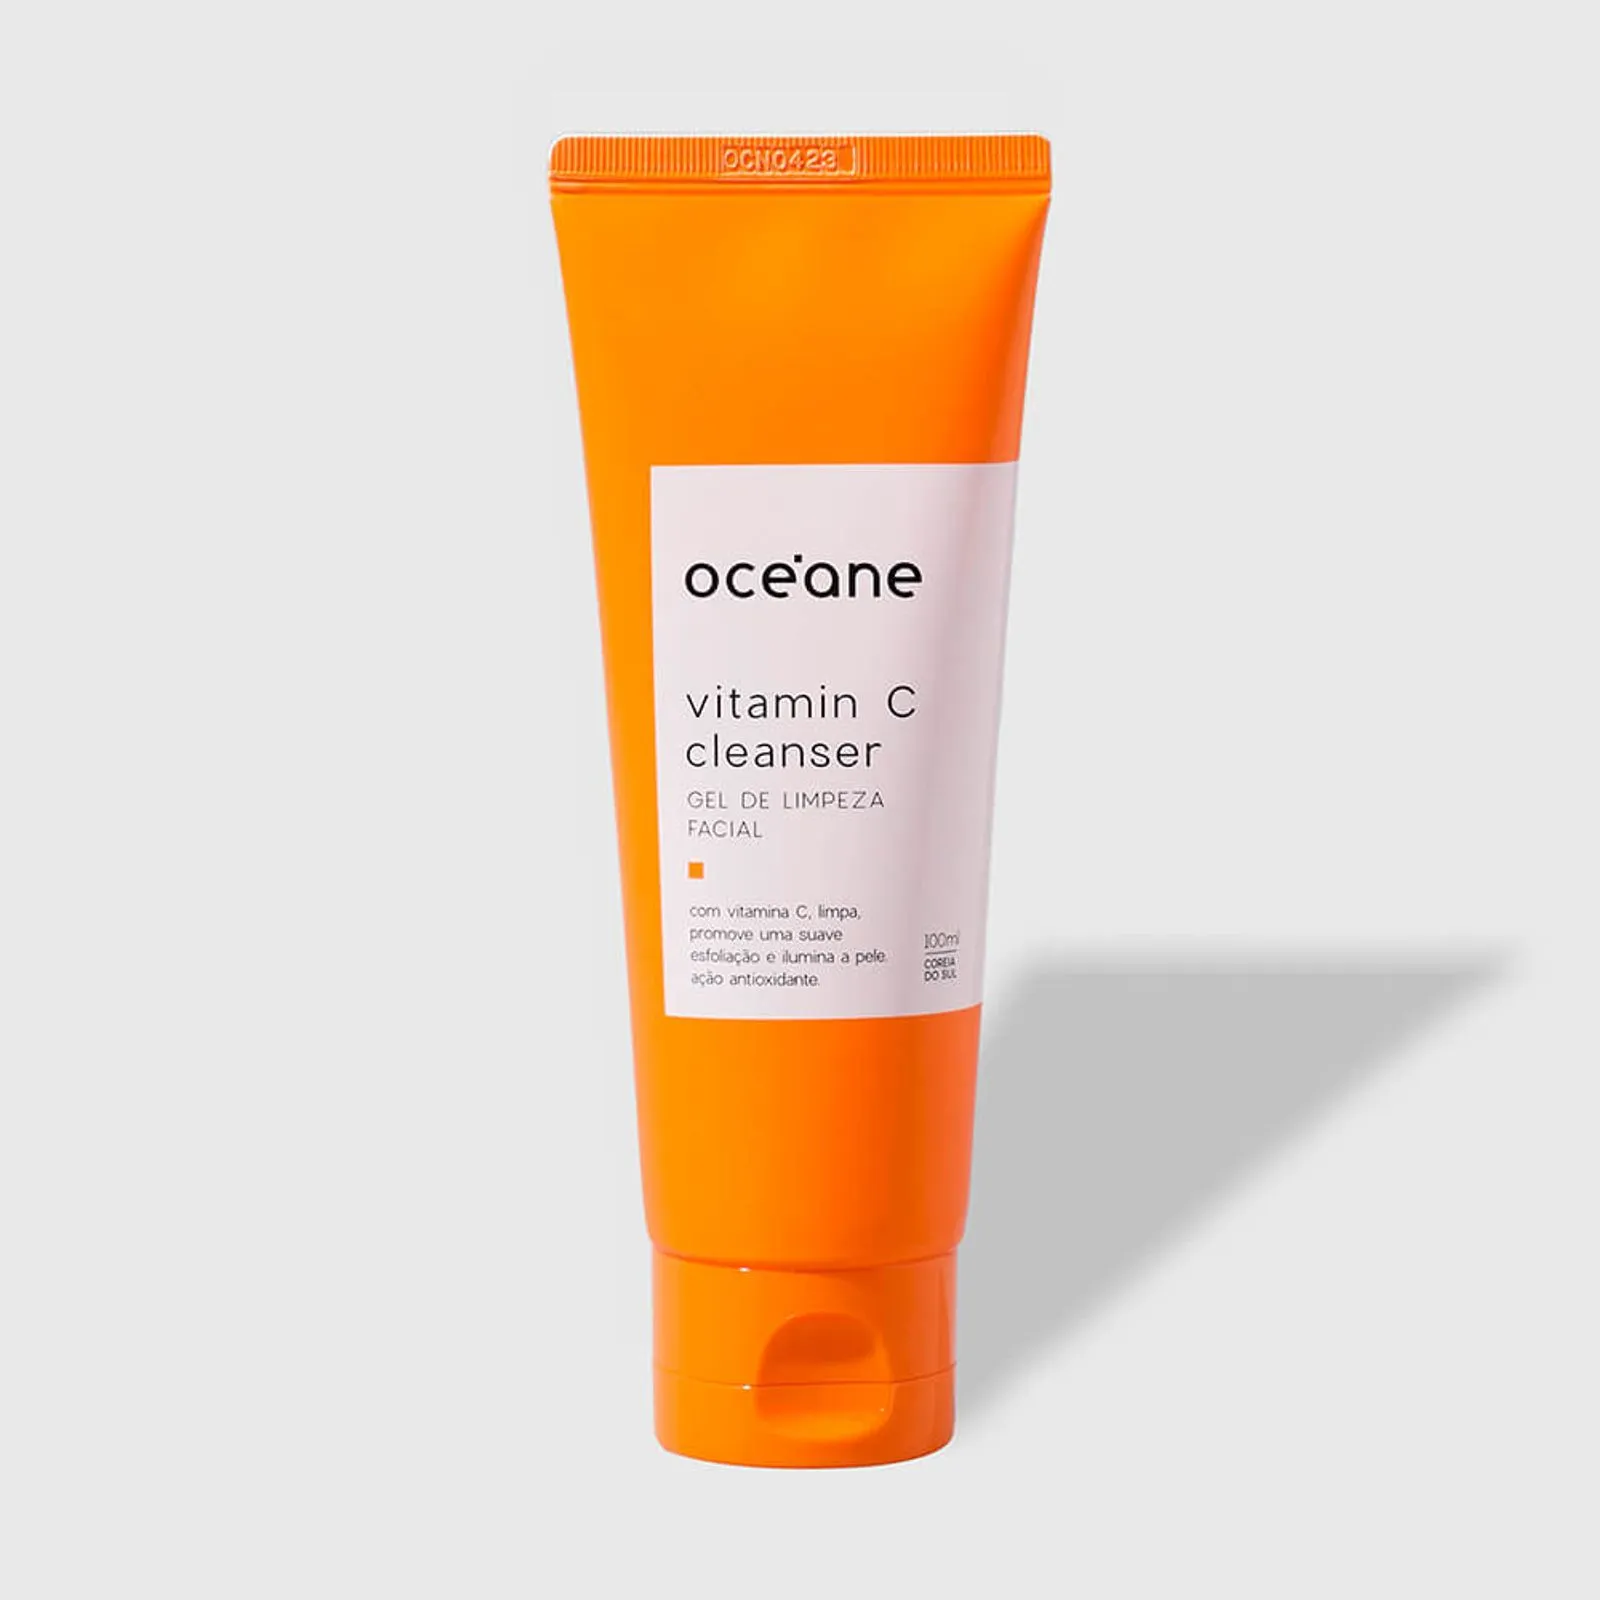 OCN0423
océane
vitamin C
cleanser
GEL DE LIMPEZA
FACIAL
com vitamina C, limpa,
promove uma suave
esfoliação e ilumina a pele.
ação antioxidante.
100ml
COREIA
DO SUL